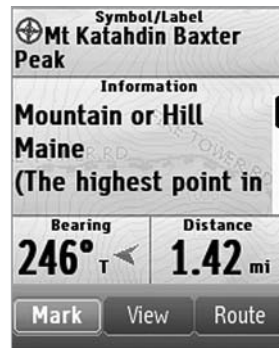 Symbol/Label
Mt Katahdin Baxter
Peak
Information
Mountain or Hill
Maine
(The highest point in
Bearing
Distance
246° T
1.42 mi
Mark
View
Route